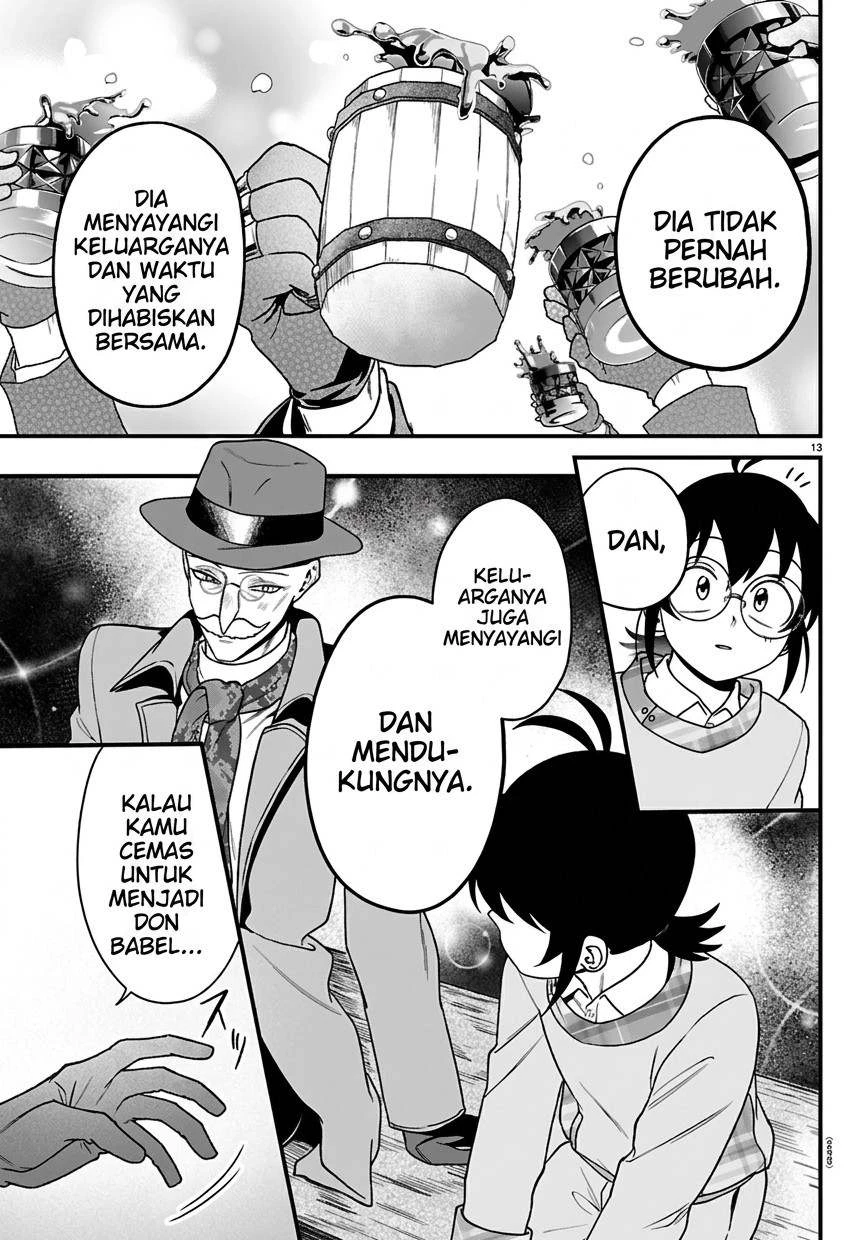 DIA TIDAK
PERNAH
BERUBAH.
DIA
MENYAYANGI
KELUARGANYA
DAN WAKTU
YANG
DIHABISKAN
BERSAMA.
13
DAN,
KELU-
ARGANYA
JUGA
MENYAYANGI
DAN
MENDU-
KUNGNYA.
KALAU
KAMU
CEMAS
UNTUK
MENJADI
DON
BABEL...